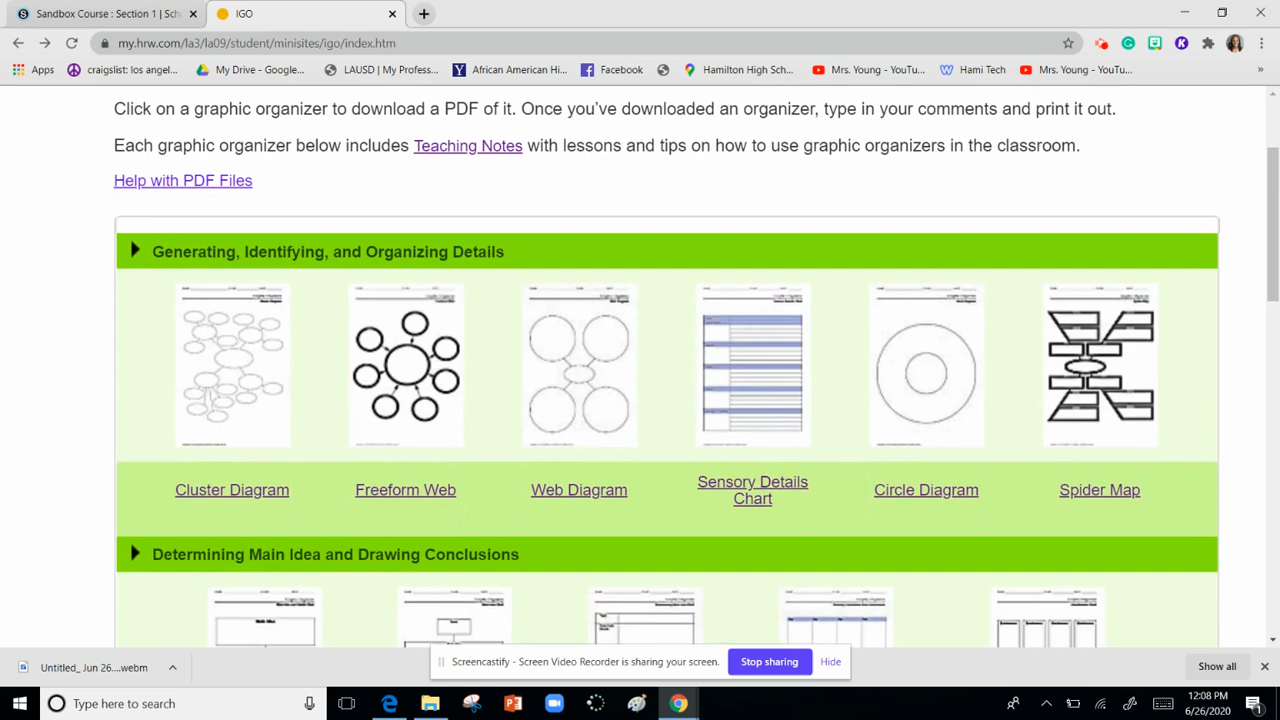 Sandbox Course : Section 1 | Sch
IGO
my.hrw.com/la3/la09/student/minisites/igo/index.htm
Apps
craigslist: los angel...
My Drive - Google...
LAUSD | My Profess...
African American Hi...
Facebook
Hamilton High Sch...
Mrs. Young - YouTu...
Hami Tech
Mrs. Young - YouTu...
Click on a graphic organizer to download a PDF of it. Once you've downloaded an organizer, type in your comments and print it out.
Each graphic organizer below includes Teaching Notes with lessons and tips on how to use graphic organizers in the classroom.
Help with PDF Files
Generating, Identifying, and Organizing Details
Cluster Diagram
Freeform Web
Web Diagram
Sensory Details
Chart
Circle Diagram
Spider Map
Determining Main Idea and Drawing Conclusions
Untitled_ Jun 26....webm
Screencastify - Screen Video Recorder is sharing your screen.
Stop sharing
Hide
Show all
Type here to search
12:08 PM
6/26/2020